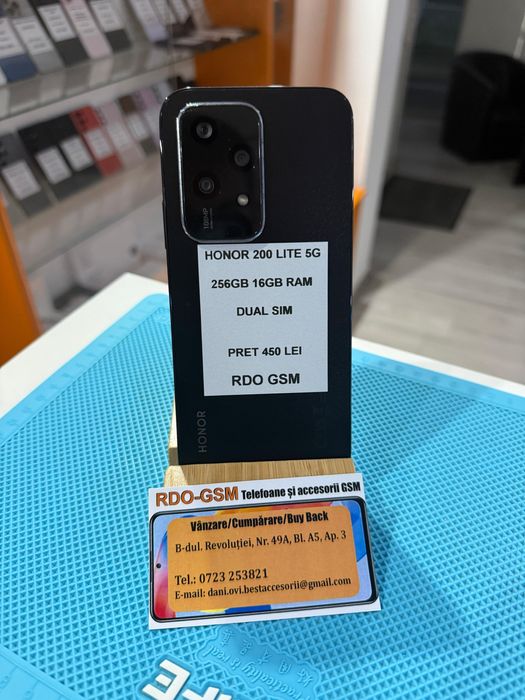 108MP
HONOR 200 LITE 5G
256GB 16GB RAM
DUAL SIM
PRET 450 LEI
RDO GSM
HONOR
RDO-GSM Telefoane și accesorii GSM
Vânzare/Cumpărare/Buy Back
B-dul. Revoluției, Nr. 49A, Bl. A5, Ap. 3
Tel.: 0723 253821
E-mail: dani.ovi.bestaccesorii@gmail.com